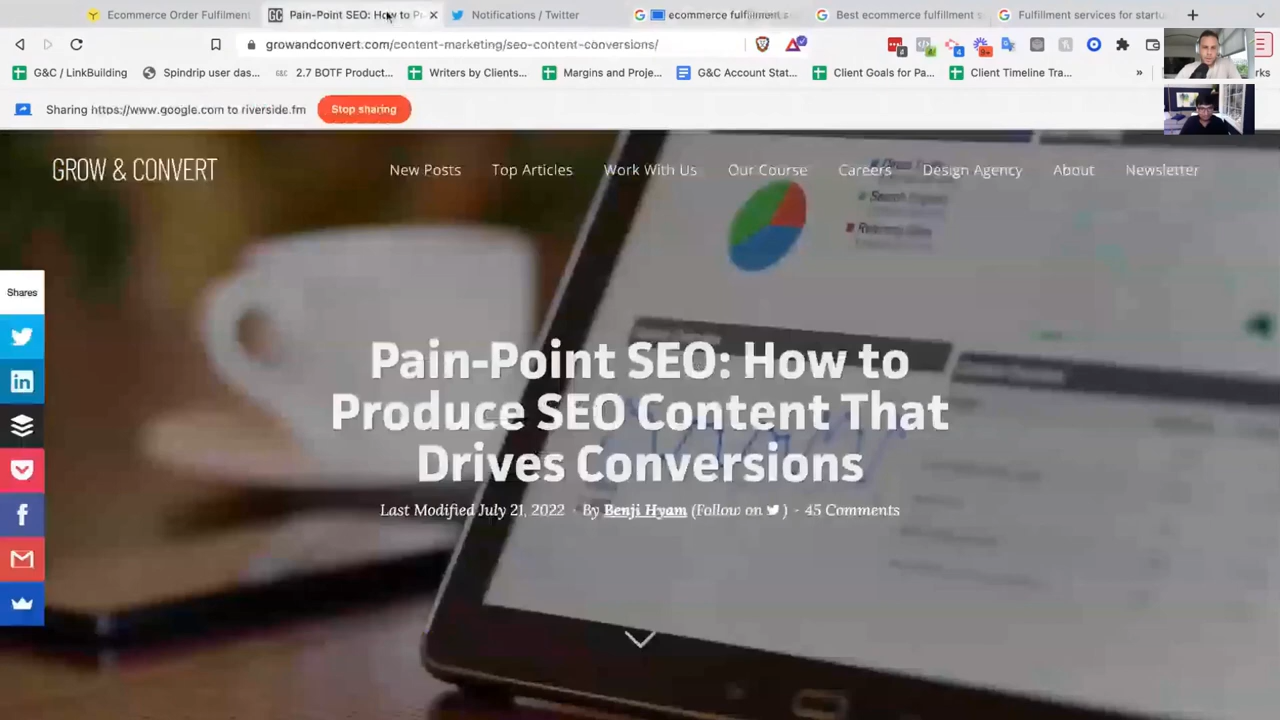 Ecommerce Order Fulfilment
GC Pain-Point SEO: How to P
Notifications / Twitter
ecommerce fulfillment s
Best ecommerce fulfillment s
Fulfillment services for startu
growandconvert.com/content-marketing/seo-content-conversions/
G&C / LinkBuilding
Spindrip user das...
2.7 BOTF Product...
Writers by Clients...
Margins and Proje...
G&C Account Stat...
Client Goals for Pa...
Client Timeline Tra...
»
Sharing https://www.google.com to riverside.fm
Stop sharing
GROW & CONVERT
New Posts
Top Articles
Work With Us
Our Course
Careers
Design Agency
About
Newsletter
Shares
Pain-Point SEO: How to
Produce SEO Content That
Drives Conversions
Last Modified July 21, 2022 · By Benji Hyam (Follow on ) - 45 Comments